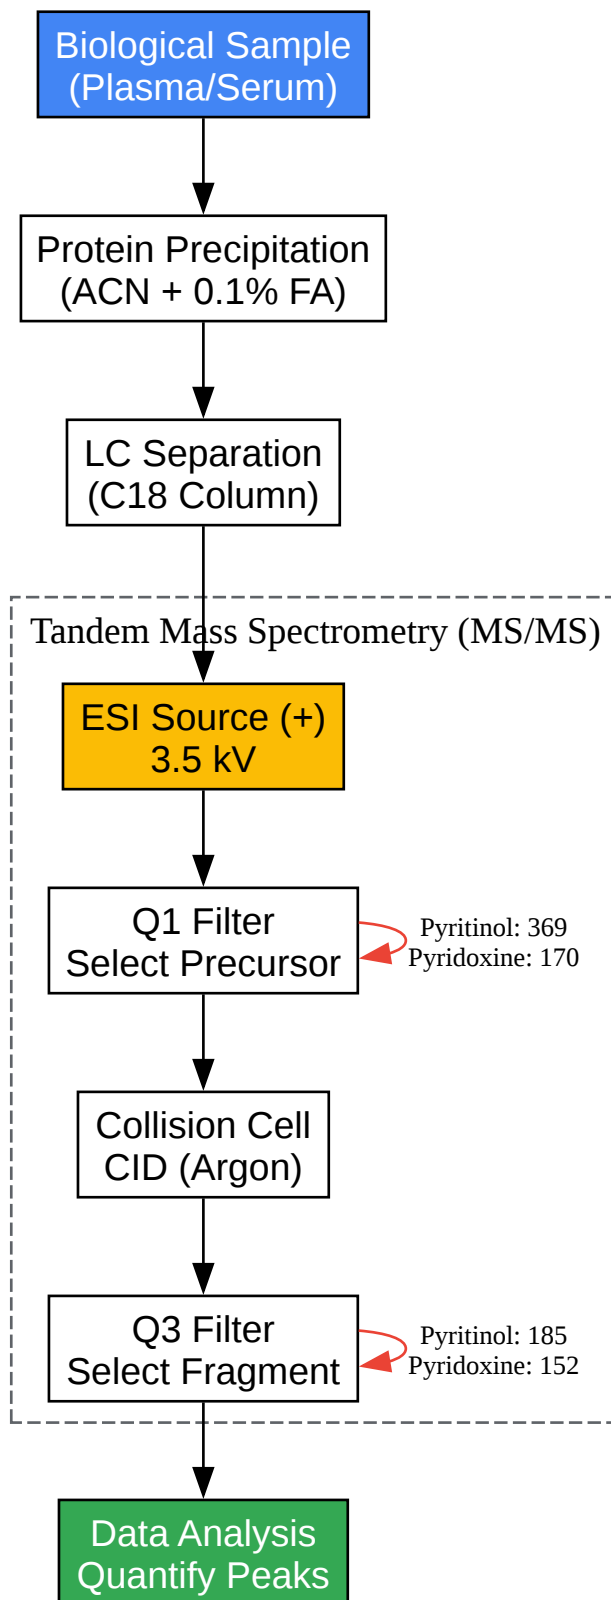 Biological Sample
(Plasma/Serum)
Protein Precipitation
(ACN + 0.1% FA)
LC Separation
(C18 Column)
Tandem Mass Spectrometry (MS/MS)
ESI Source (+)
3.5 kV
Q1 Filter
Select Precursor
Pyritinol: 369
Pyridoxine: 170
Collision Cell
CID (Argon)
Q3 Filter
Select Fragment
Pyritinol: 185
Pyridoxine: 152
Data Analysis
Quantify Peaks